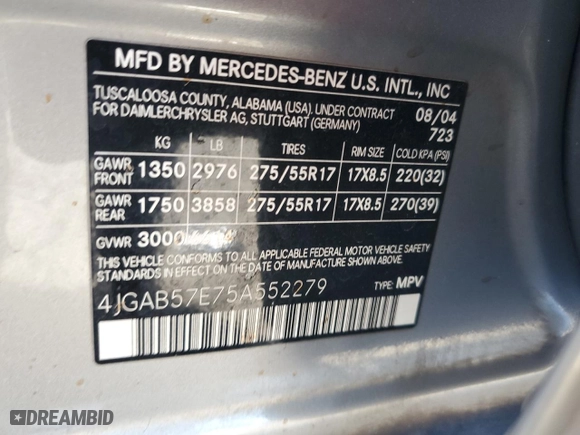 MFD BY MERCEDES-BENZ U.S. INTL., INC
TUSCALOOSA COUNTY, ALABAMA (USA). UNDER CONTRACT
FOR DAIMLERCHRYSLER AG, STUTTGART (GERMANY)
08/04
723
KG LB TIRES RIM SIZE COLD KPA (PSI)
GAWR FRONT 1350 2976 275/55R17 17X8.5 220(32)
GAWR REAR 1750 3858 275/55R17 17X8.5 270(39)
GVWR 3000
THIS VEHICLE CONFORMS TO ALL APPLICABLE FEDERAL MOTOR VEHICLE SAFETY
STANDARDS IN EFFECT ON THE DATE OF MANUFACTURE SHOWN ABOVE.
4JGAB57E75A552279 TYPE: MPV
DREAMBID